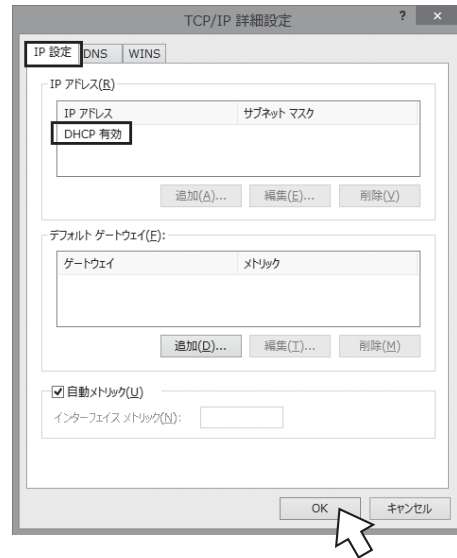 TCP/IP 詳細設定 ? ×
IP 設定 DNS WINS
IP アドレス(R)
IP アドレス サブネット マスク
DHCP 有効
追加(A)... 編集(E)... 削除(V)
デフォルト ゲートウェイ(F):
ゲートウェイ メトリック
追加(D)... 編集(T)... 削除(M)
自動メトリック(U)
インターフェイス メトリック(N):
OK キャンセル